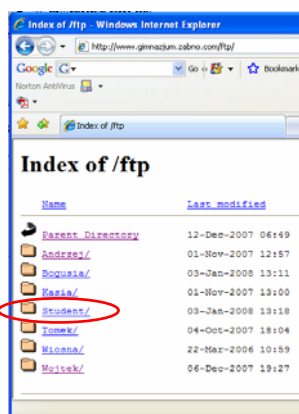 Index of /ftp - Windows Internet Explorer
http://www.gimnazjum.zabno.com/ftp/
Google G Go Bookmark
Norton AntiVirus
Index of /ftp
Index of /ftp
Name Last modified
Parent Directory 12-Dec-2007 06:49
Andrzej/ 01-Nov-2007 12:57
Bogusia/ 03-Jan-2008 13:11
Kasia/ 01-Nov-2007 13:00
Student/ 03-Jan-2008 13:18
Tomek/ 04-Oct-2007 18:04
Wiosna/ 22-Mar-2006 10:59
Wojtek/ 06-Dec-2007 19:27